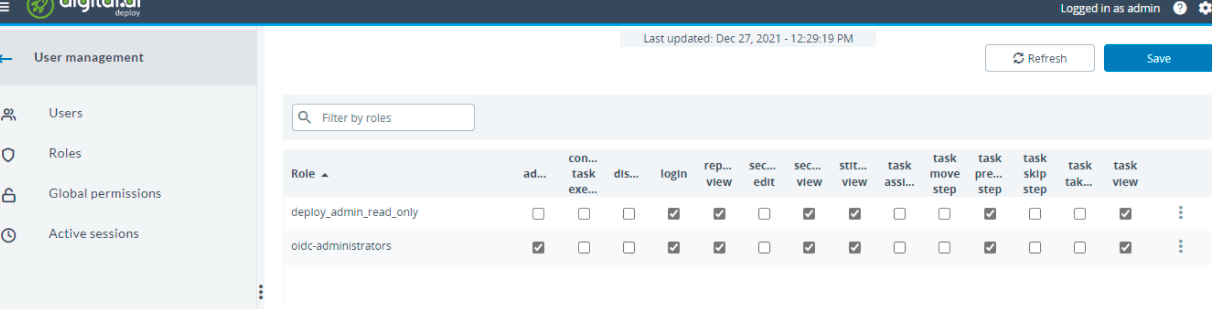 digital.ai
deploy
Logged in as admin
Last updated: Dec 27, 2021 - 12:29:19 PM
User management
Refresh
Save
Users
Roles
Global permissions
Active sessions
Filter by roles
Role
ad...
con...
task
exe...
dis...
login
rep...
view
sec...
edit
sec...
view
stit...
view
task
assi...
task
move
step
task
pre...
step
task
skip
step
task
tak...
task
view
deploy_admin_read_only
oidc-administrators